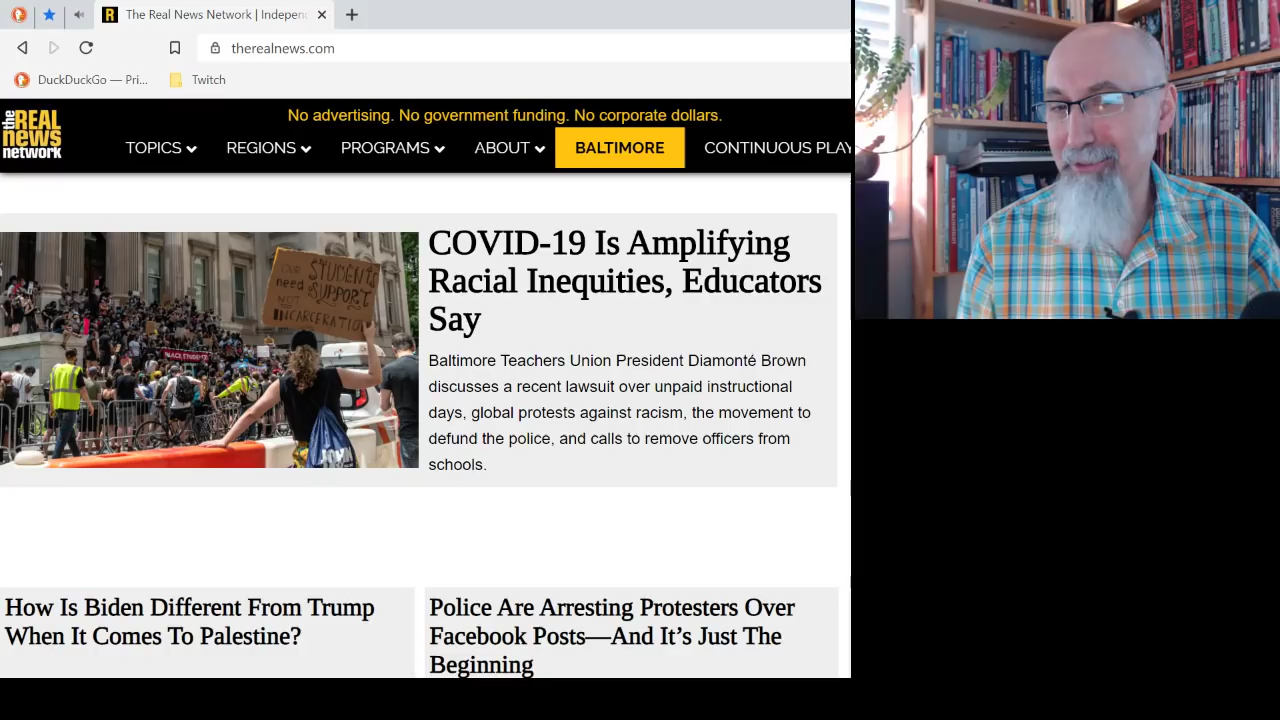 The Real News Network | Indepen
therealnews.com
DuckDuckGo — Pri...
Twitch
the REAL news network
No advertising. No government funding. No corporate dollars.
TOPICS REGIONS PROGRAMS ABOUT BALTIMORE CONTINUOUS PLAY
COVID-19 Is Amplifying
Racial Inequities, Educators
Say
OUR STUDENTS
need SUPPORT
NOT
INCARCERATION
BLACK STUDENTS
Baltimore Teachers Union President Diamonté Brown
discusses a recent lawsuit over unpaid instructional
days, global protests against racism, the movement to
defund the police, and calls to remove officers from
schools.
How Is Biden Different From Trump
When It Comes To Palestine?
Police Are Arresting Protesters Over
Facebook Posts—And It’s Just The
Beginning